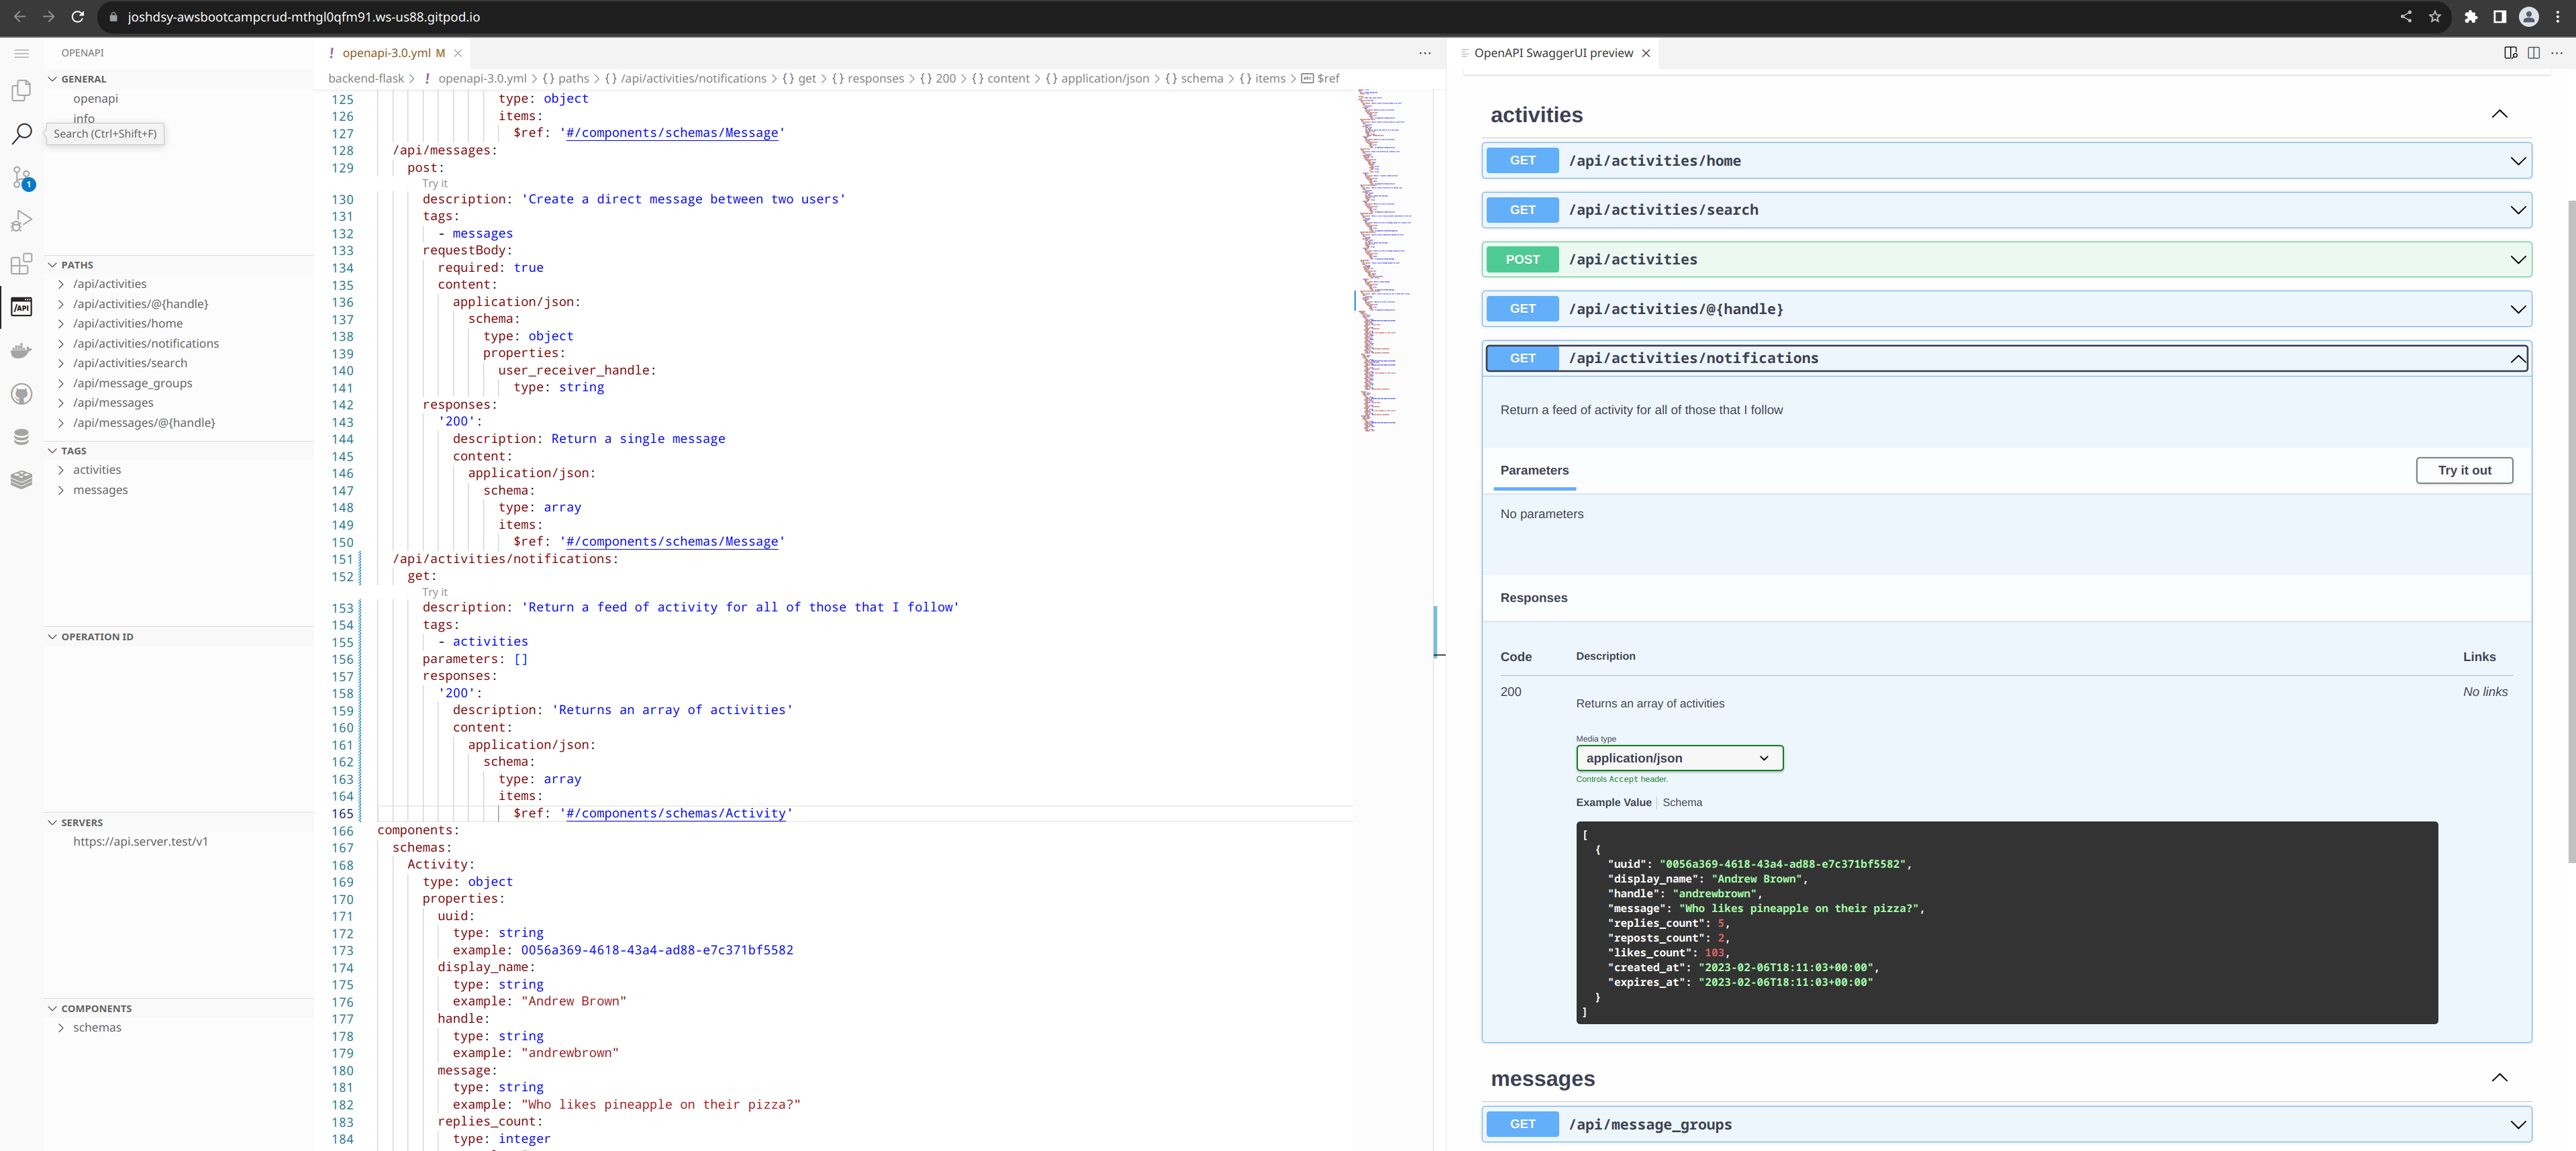 joshdsy-awsbootcampcrud-mthgl0qfm91.ws-us88.gitpod.io
OPENAPI
GENERAL
openapi
info
Search (Ctrl+Shift+F)
1
/API
PATHS
/api/activities
/api/activities/@{handle}
/api/activities/home
/api/activities/notifications
/api/activities/search
/api/message_groups
/api/messages
/api/messages/@{handle}
TAGS
activities
messages
OPERATION ID
SERVERS
https://api.server.test/v1
COMPONENTS
schemas
! openapi-3.0.yml M
backend-flask > ! openapi-3.0.yml > {} paths > {} /api/activities/notifications > {} get > {} responses > {} 200 > {} content > {} application/json > {} schema > {} items > abc $ref
125 type: object
126 items:
127 $ref: '#/components/schemas/Message'
128 /api/messages:
129 post:
Try it
130 description: 'Create a direct message between two users'
131 tags:
132 - messages
133 requestBody:
134 required: true
135 content:
136 application/json:
137 schema:
138 type: object
139 properties:
140 user_receiver_handle:
141 type: string
142 responses:
143 '200':
144 description: Return a single message
145 content:
146 application/json:
147 schema:
148 type: array
149 items:
150 $ref: '#/components/schemas/Message'
151 /api/activities/notifications:
152 get:
Try it
153 description: 'Return a feed of activity for all of those that I follow'
154 tags:
155 - activities
156 parameters: []
157 responses:
158 '200':
159 description: 'Returns an array of activities'
160 content:
161 application/json:
162 schema:
163 type: array
164 items:
165 $ref: '#/components/schemas/Activity'
166 components:
167 schemas:
168 Activity:
169 type: object
170 properties:
171 uuid:
172 type: string
173 example: 0056a369-4618-43a4-ad88-e7c371bf5582
174 display_name:
175 type: string
176 example: "Andrew Brown"
177 handle:
178 type: string
179 example: "andrewbrown"
180 message:
181 type: string
182 example: "Who likes pineapple on their pizza?"
183 replies_count:
184 type: integer
OpenAPI SwaggerUI preview
activities
GET /api/activities/home
GET /api/activities/search
POST /api/activities
GET /api/activities/@{handle}
GET /api/activities/notifications
Return a feed of activity for all of those that I follow
Parameters
Try it out
No parameters
Responses
Code Description Links
200 Returns an array of activities No links
Media type
application/json
Controls Accept header.
Example Value | Schema
[
{
"uuid": "0056a369-4618-43a4-ad88-e7c371bf5582",
"display_name": "Andrew Brown",
"handle": "andrewbrown",
"message": "Who likes pineapple on their pizza?",
"replies_count": 5,
"reposts_count": 2,
"likes_count": 103,
"created_at": "2023-02-06T18:11:03+00:00",
"expires_at": "2023-02-06T18:11:03+00:00"
}
]
messages
GET /api/message_groups